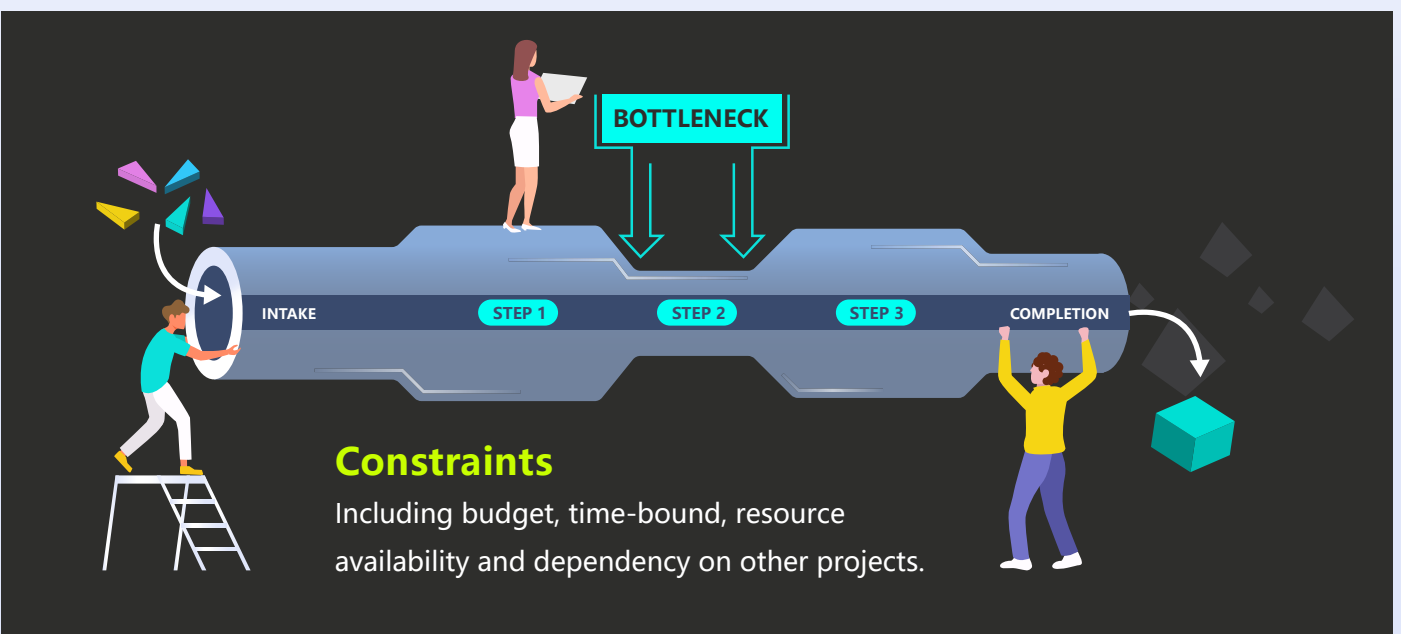 BOTTLENECK
INTAKE
STEP 1
STEP 2
STEP 3
COMPLETION
Constraints
Including budget, time-bound, resource
availability and dependency on other projects.